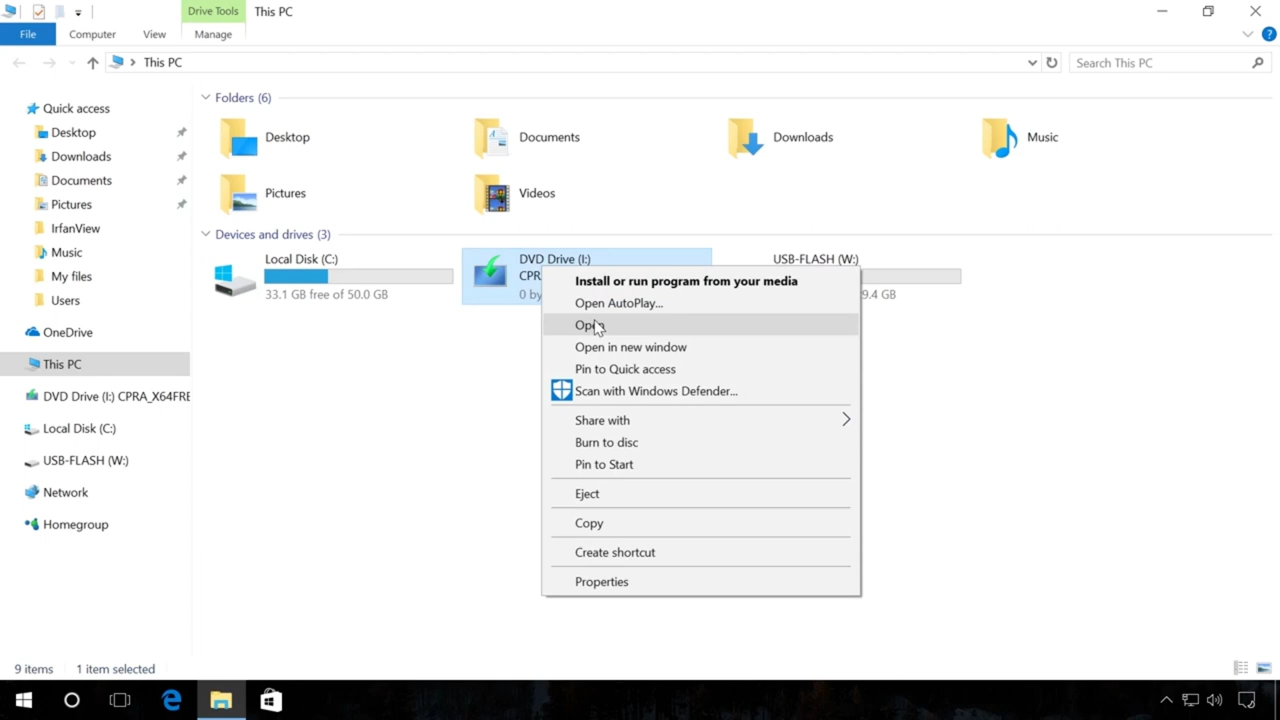 Drive Tools
This PC
File
Computer
View
Manage
This PC
Search This PC
Quick access
Desktop
Downloads
Documents
Pictures
IrfanView
Music
My files
Users
OneDrive
This PC
DVD Drive (I:) CPRA_X64FRE
Local Disk (C:)
USB-FLASH (W:)
Network
Homegroup
Folders (6)
Desktop
Documents
Downloads
Music
Pictures
Videos
Devices and drives (3)
Local Disk (C:)
33.1 GB free of 50.0 GB
DVD Drive (I:)
CPR
0 by
USB-FLASH (W:)
9.4 GB
Install or run program from your media
Open AutoPlay...
Open
Open in new window
Pin to Quick access
Scan with Windows Defender...
Share with
Burn to disc
Pin to Start
Eject
Copy
Create shortcut
Properties
9 items
1 item selected